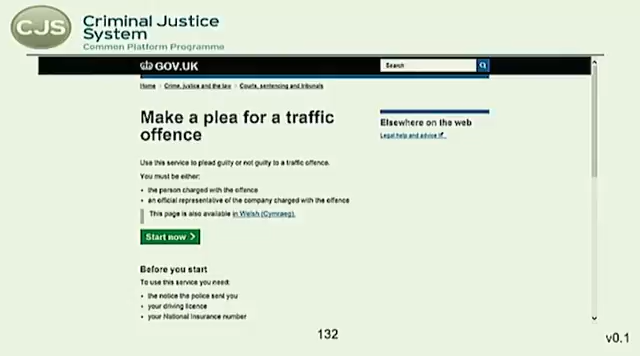 CJS
Criminal Justice
System
Common Platform Programme
GOV.UK
Search
Home › Crime, justice and the law › Courts, sentencing and tribunals
Make a plea for a traffic
offence
Elsewhere on the web
Legal help and advice
Use this service to plead guilty or not guilty to a traffic offence.
You must be either:
• the person charged with the offence
• an official representative of the company charged with the offence
This page is also available in Welsh (Cymraeg).
Start now >
Before you start
To use this service you need:
• the notice the police sent you
• your driving licence
• your National Insurance number
132
v0.1